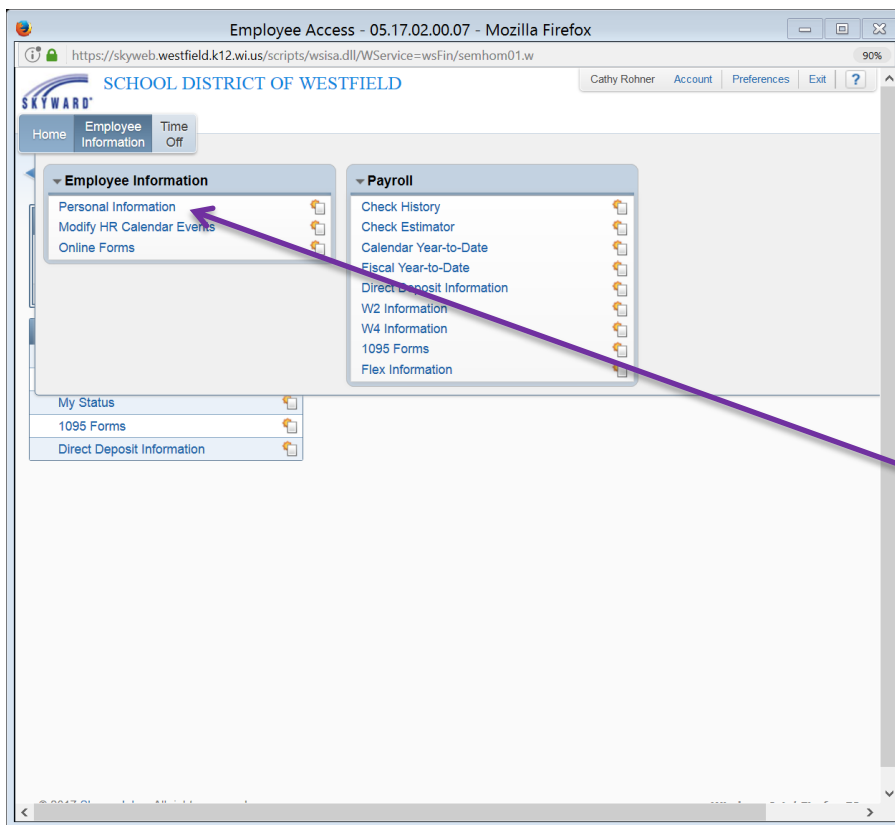 Employee Access - 05.17.02.00.07 - Mozilla Firefox
https://skyweb.westfield.k12.wi.us/scripts/wsisa.dll/WService=wsFin/semhom01.w
90%
SKYWARD
SCHOOL DISTRICT OF WESTFIELD
Cathy Rohner Account Preferences Exit ?
Home
Employee Information
Time Off
Employee Information
Personal Information
Modify HR Calendar Events
Online Forms
Payroll
Check History
Check Estimator
Calendar Year-to-Date
Fiscal Year-to-Date
Direct Deposit Information
W2 Information
W4 Information
1095 Forms
Flex Information
My Status
1095 Forms
Direct Deposit Information